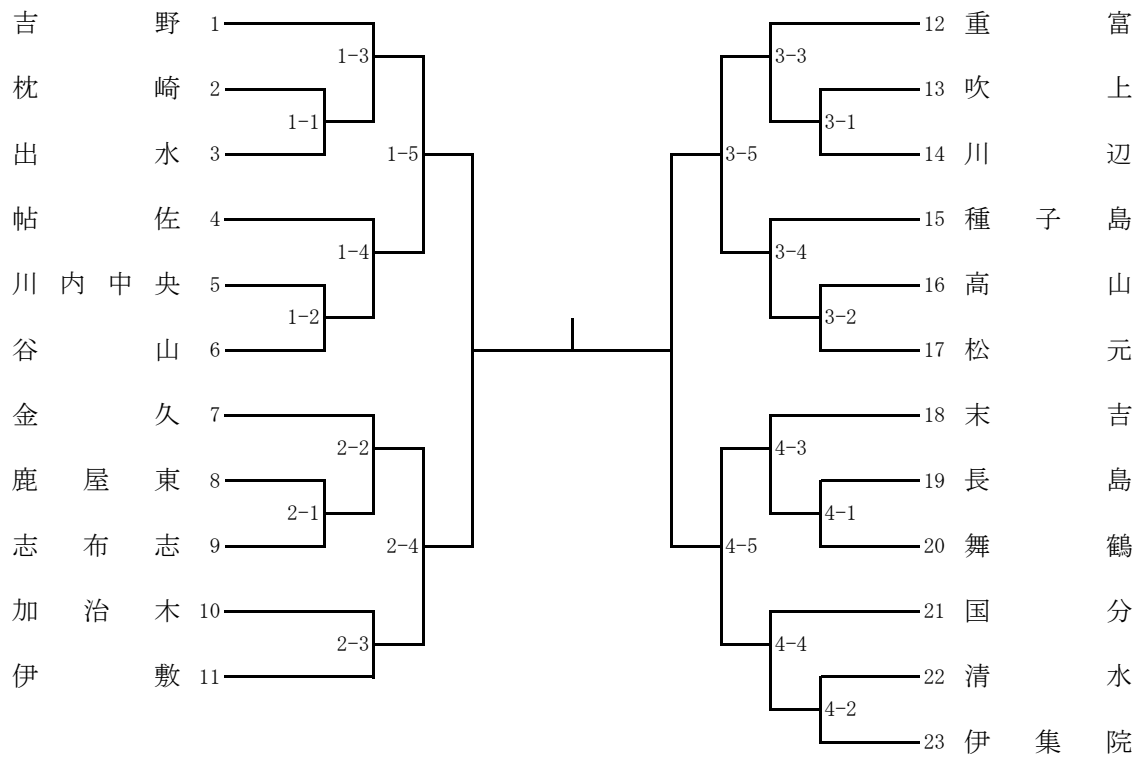 吉野 1
1-3
枕崎 2
1-1
出水 3
1-5
帖佐 4
1-4
川内中央 5
1-2
谷山 6
金久 7
2-2
鹿屋東 8
2-1
志布志 9
2-4
加治木 10
2-3
伊敷 11
12 重富
3-3
13 吹上
3-1
14 川辺
3-5
15 種子島
3-4
16 高山
3-2
17 松元
18 末吉
4-3
19 長島
4-1
20 舞鶴
4-5
21 国分
4-4
22 清水
4-2
23 伊集院